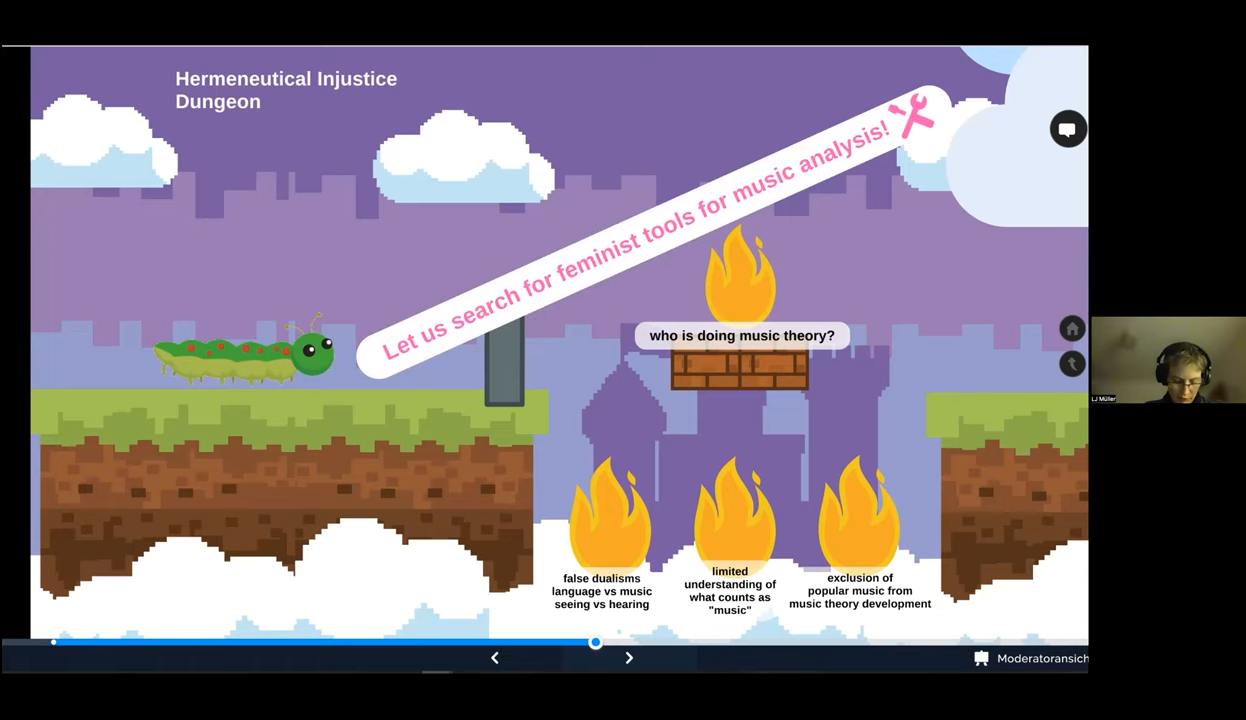 Hermeneutical Injustice
Dungeon
Let us search for feminist tools for music analysis!
who is doing music theory?
false dualisms
language vs music
seeing vs hearing
limited
understanding of
what counts as
"music"
exclusion of
popular music from
music theory development
LJ Müller
Moderatoransich